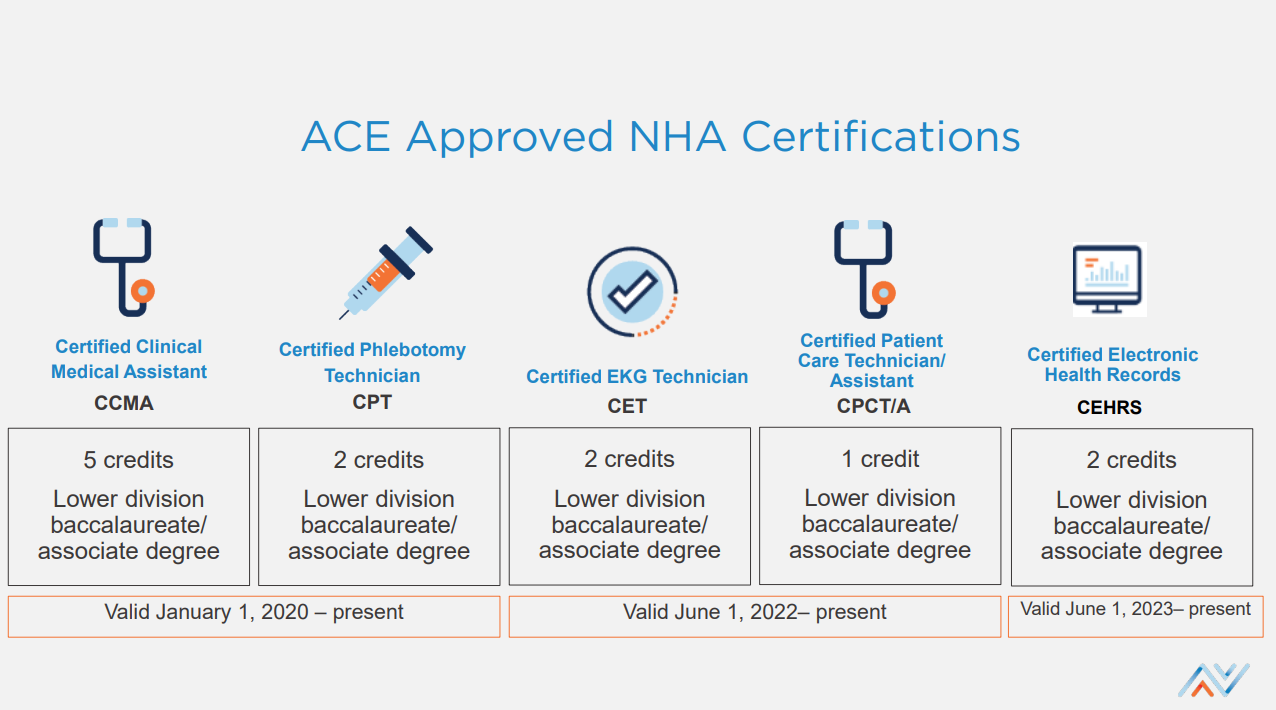 ACE Approved NHA Certifications
Certified Clinical
Medical Assistant
CCMA
5 credits
Lower division
baccalaureate/
associate degree
Certified Phlebotomy
Technician
CPT
2 credits
Lower division
baccalaureate/
associate degree
Valid January 1, 2020 – present
Certified EKG Technician
CET
2 credits
Lower division
baccalaureate/
associate degree
Certified Patient
Care Technician/
Assistant
CPCT/A
1 credit
Lower division
baccalaureate/
associate degree
Valid June 1, 2022– present
Certified Electronic
Health Records
CEHRS
2 credits
Lower division
baccalaureate/
associate degree
Valid June 1, 2023– present